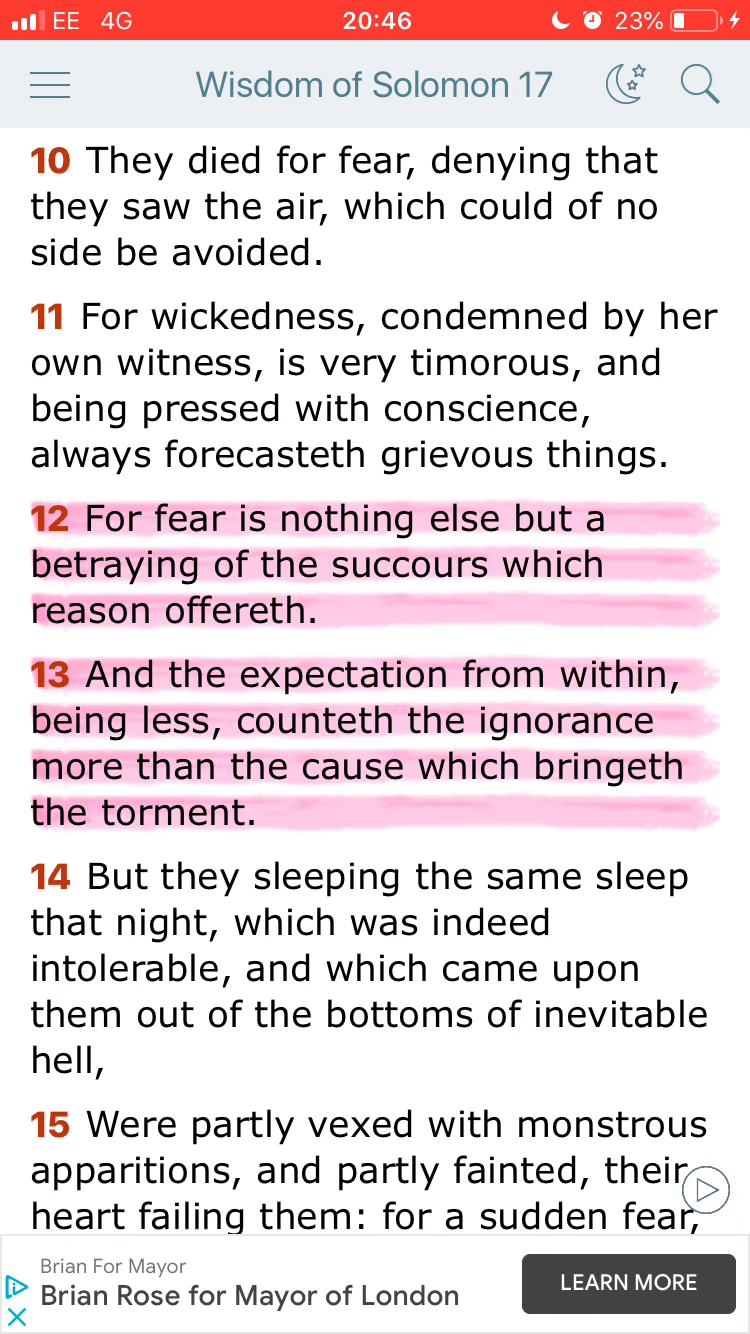 EE 4G 20:46 23%
Wisdom of Solomon 17
10 They died for fear, denying that
they saw the air, which could of no
side be avoided.
11 For wickedness, condemned by her
own witness, is very timorous, and
being pressed with conscience,
always forecasteth grievous things.
12 For fear is nothing else but a
betraying of the succours which
reason offereth.
13 And the expectation from within,
being less, counteth the ignorance
more than the cause which bringeth
the torment.
14 But they sleeping the same sleep
that night, which was indeed
intolerable, and which came upon
them out of the bottoms of inevitable
hell,
15 Were partly vexed with monstrous
apparitions, and partly fainted, their
heart failing them: for a sudden fear,
Brian For Mayor
Brian Rose for Mayor of London
LEARN MORE